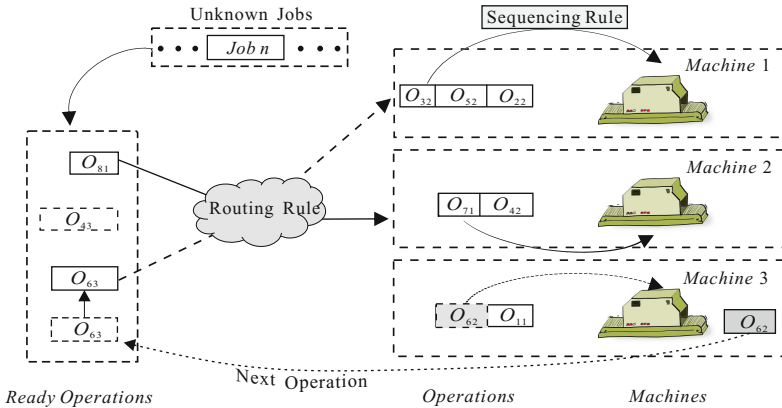 Unknown Jobs
Job n
Sequencing Rule
Machine 1
O32 O52 O22
O81
Machine 2
O43
Routing Rule
O71 O42
O63
Machine 3
O63
O62 O11
O62
Next Operation
Ready Operations
Operations
Machines